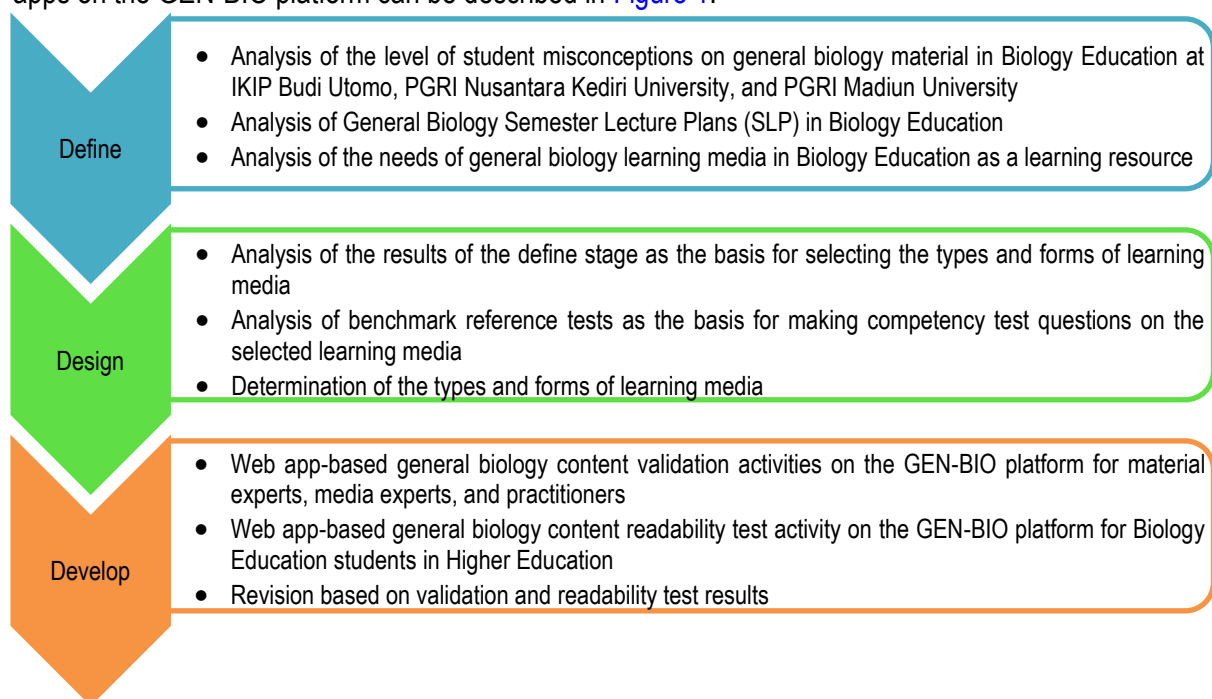 apps on the GEN-BIO platform can be described in Figure 1.
• Analysis of the level of student misconceptions on general biology material in Biology Education at
IKIP Budi Utomo, PGRI Nusantara Kediri University, and PGRI Madiun University
• Analysis of General Biology Semester Lecture Plans (SLP) in Biology Education
Define
• Analysis of the needs of general biology learning media in Biology Education as a learning resource
• Analysis of the results of the define stage as the basis for selecting the types and forms of learning
media
• Analysis of benchmark reference tests as the basis for making competency test questions on the
selected learning media
Design
• Determination of the types and forms of learning media
• Web app-based general biology content validation activities on the GEN-BIO platform for material
experts, media experts, and practitioners
• Web app-based general biology content readability test activity on the GEN-BIO platform for Biology
Education students in Higher Education
Develop
• Revision based on validation and readability test results